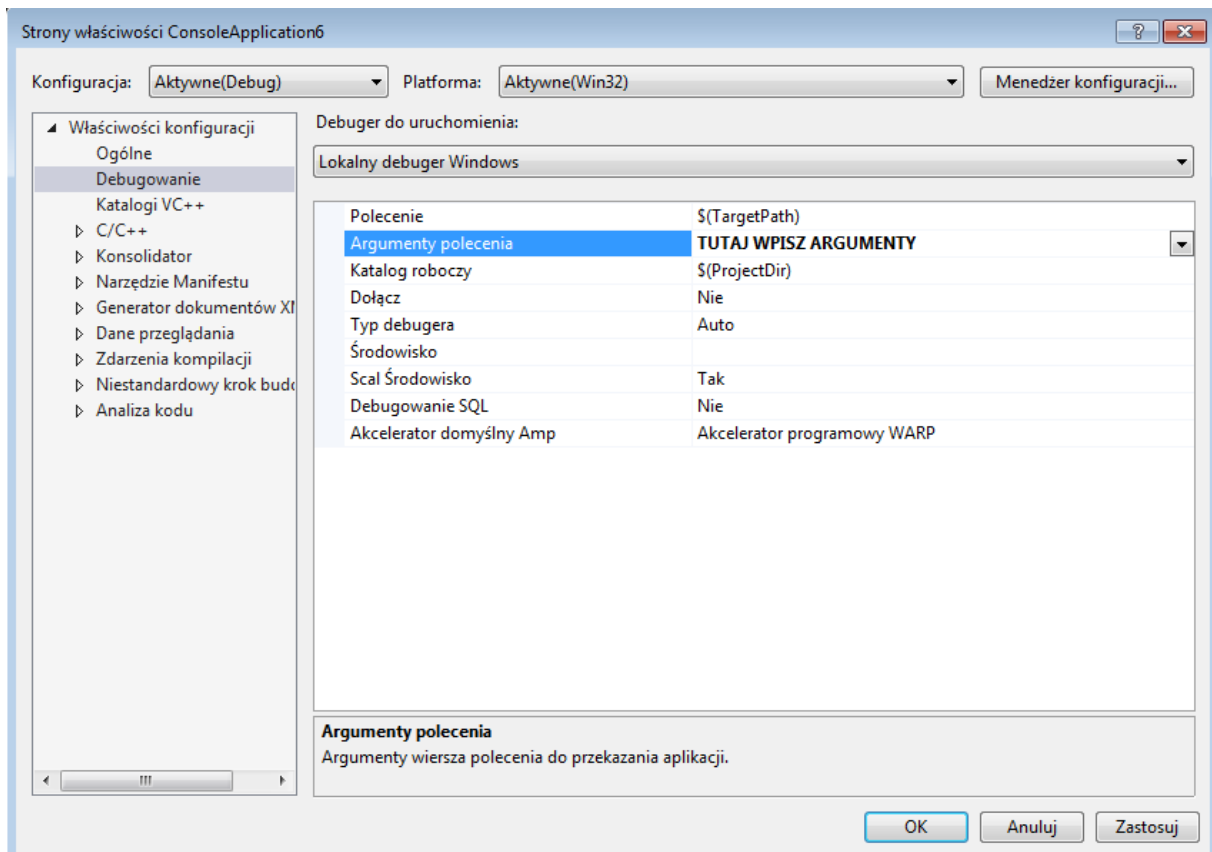 Strony właściwości ConsoleApplication6
Konfiguracja: Aktywne(Debug) Platforma: Aktywne(Win32) Menedżer konfiguracji...
Właściwości konfiguracji
Ogólne
Debugowanie
Katalogi VC++
C/C++
Konsolidator
Narzędzie Manifestu
Generator dokumentów
Dane przeglądania
Zdarzenia kompilacji
Niestandardowy krok
Analiza kodu
Debuger do uruchomienia:
Lokalny debuger Windows
Polecenie $(TargetPath)
Argumenty polecenia TUTAJ WPISZ ARGUMENTY
Katalog roboczy $(ProjectDir)
Dołącz Nie
Typ debugera Auto
Środowisko
Scal Środowisko Tak
Debugowanie SQL Nie
Akcelerator domyślny Amp Akcelerator programowy WARP
Argumenty polecenia
Argumenty wiersza polecenia do przekazania aplikacji.
OK Anuluj Zastosuj